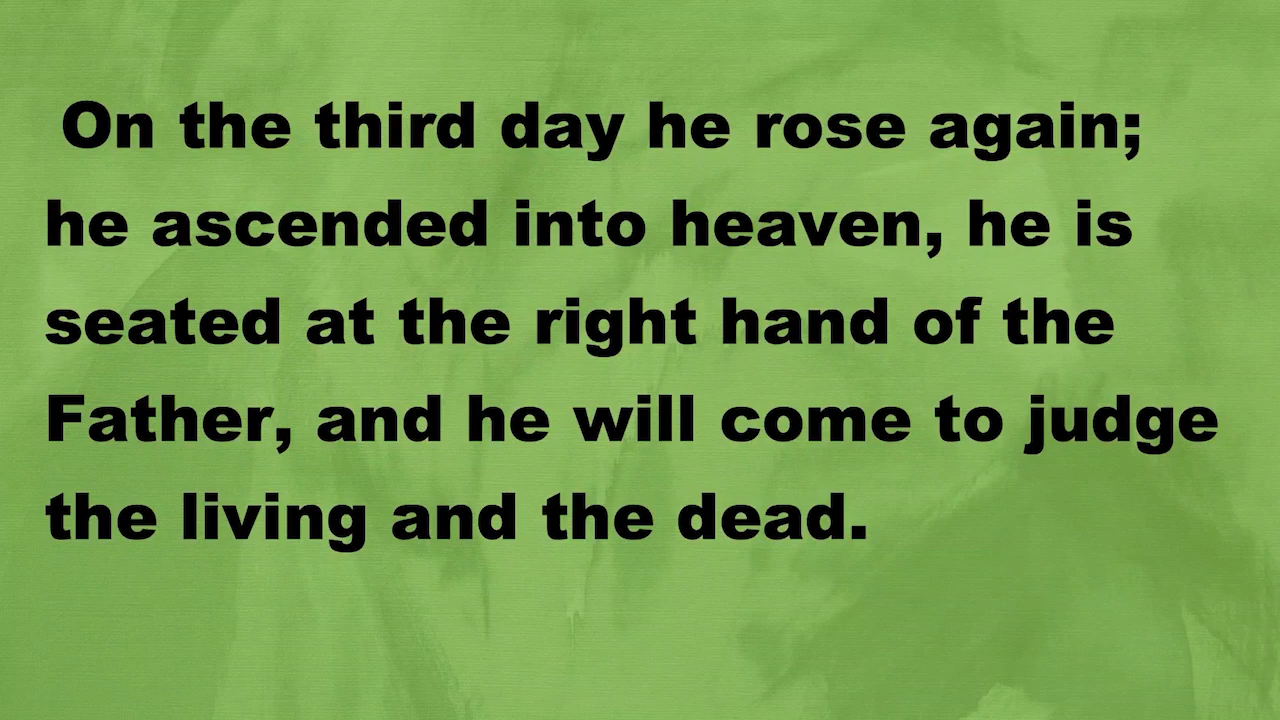 On the third day he rose again;
he ascended into heaven, he is
seated at the right hand of the
Father, and he will come to judge
the living and the dead.